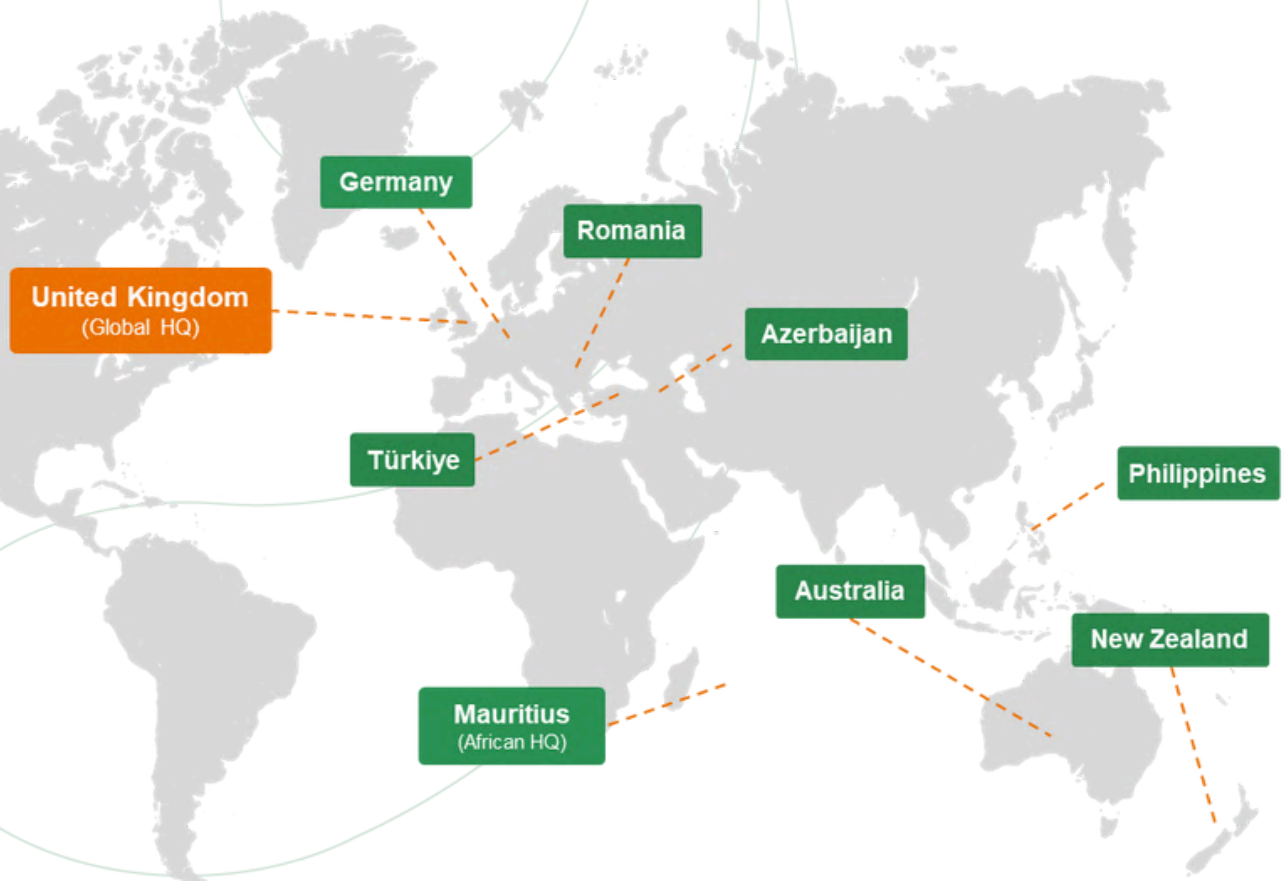 Germany
Romania
United Kingdom
(Global HQ)
Azerbaijan
Türkiye
Philippines
Australia
New Zealand
Mauritius
(African HQ)